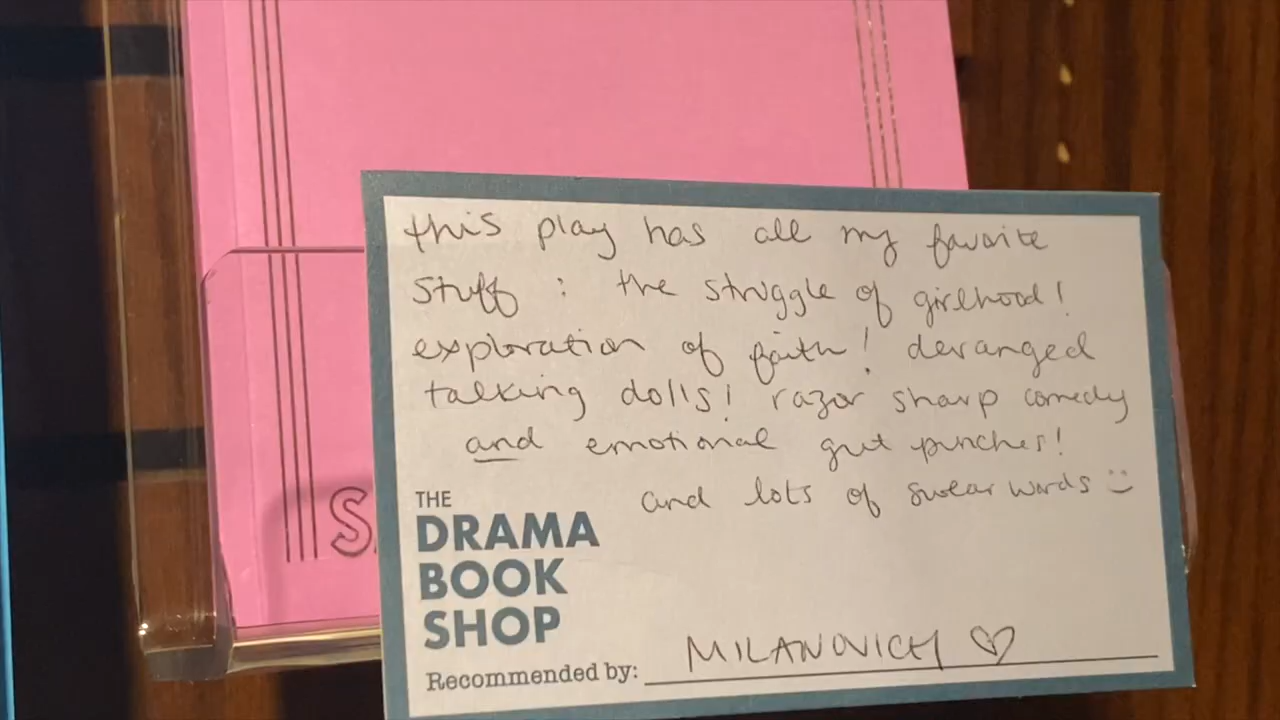 this play has all my favorite
stuff : the struggle of girlhood!
exploration of faith! deranged
talking dolls! razor sharp comedy
and emotional gut punches!
and lots of swear words :)
THE
DRAMA
BOOK
SHOP
Recommended by: MILANOVICH ♡
S